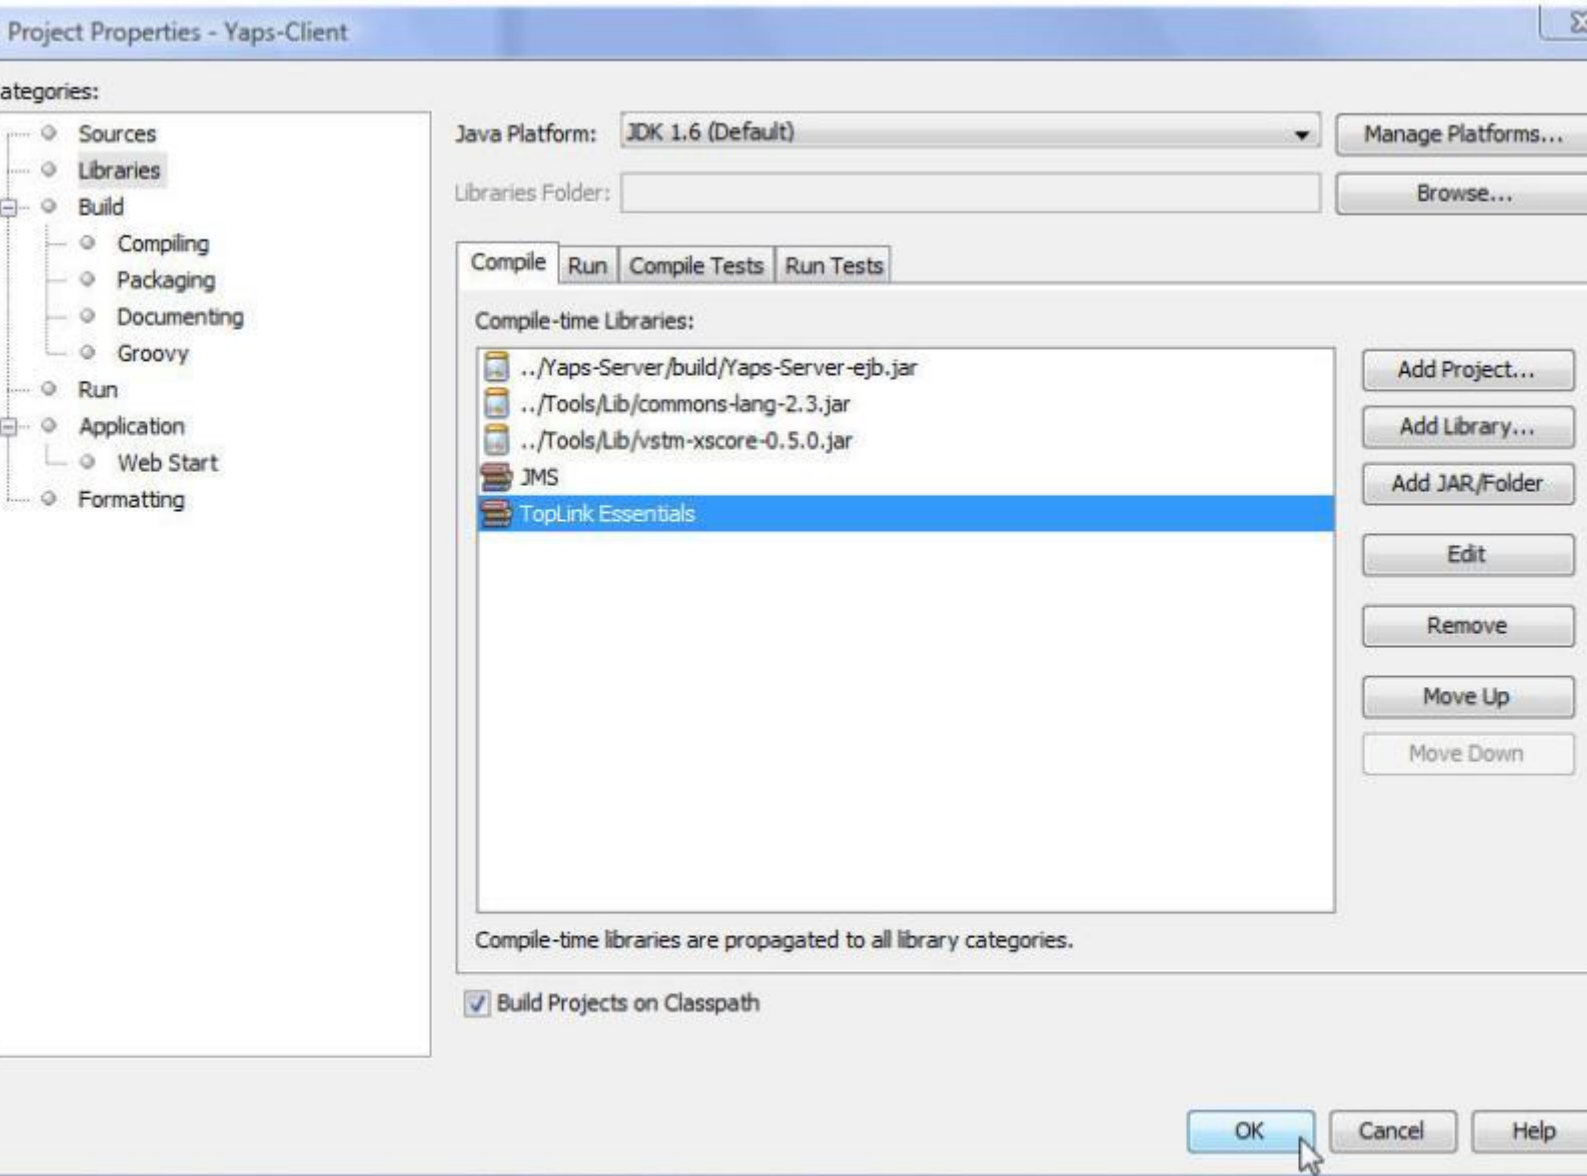 Project Properties - Yaps-Client
ategories:
Sources
Libraries
Build
Compiling
Packaging
Documenting
Groovy
Run
Application
Web Start
Formatting
Java Platform: JDK 1.6 (Default) Manage Platforms...
Libraries Folder: Browse...
Compile Run Compile Tests Run Tests
Compile-time Libraries:
../Yaps-Server/build/Yaps-Server-ejb.jar
../Tools/Lib/commons-lang-2.3.jar
../Tools/Lib/vstm-xscore-0.5.0.jar
JMS
TopLink Essentials
Add Project...
Add Library...
Add JAR/Folder
Edit
Remove
Move Up
Move Down
Compile-time libraries are propagated to all library categories.
Build Projects on Classpath
OK Cancel Help